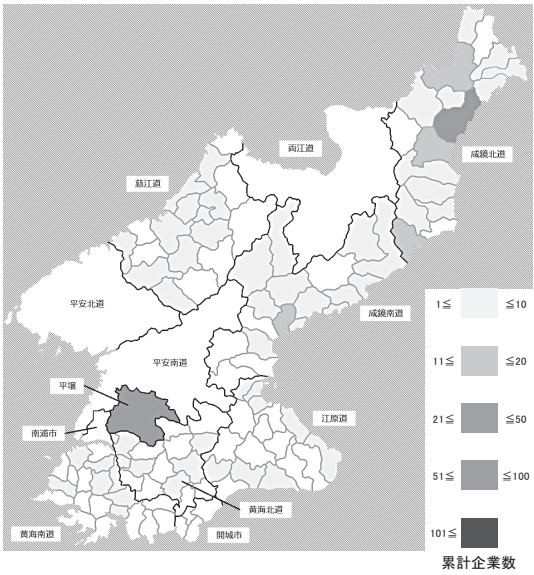 両江道
咸鏡北道
慈江道
平安北道
咸鏡南道
平安南道
平壌
南浦市
江原道
黄海北道
黄海南道
開城市
1≦ ≦10
11≦ ≦20
21≦ ≦50
51≦ ≦100
101≦
累計企業数